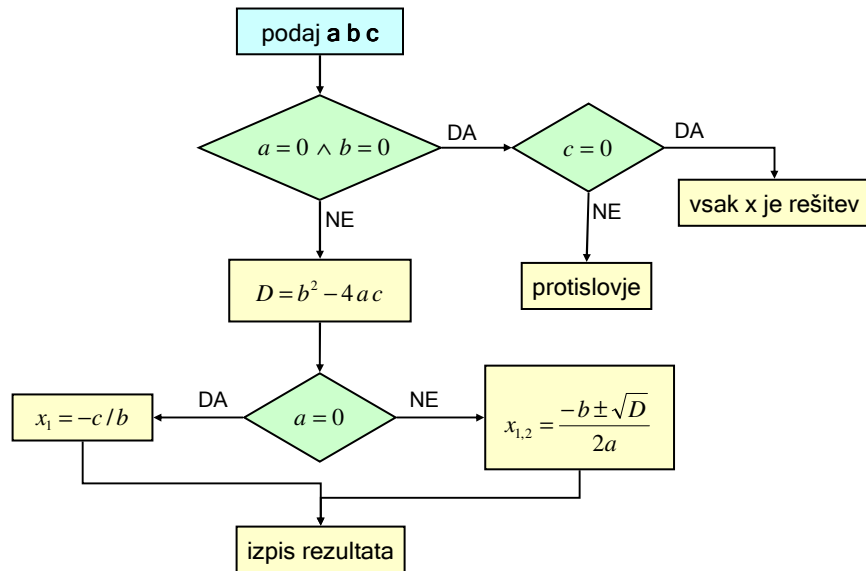 podaj a b c
a = 0 ∧ b = 0
DA
c = 0
DA
vsak x je rešitev
NE
NE
protislovje
D = b² − 4 a c
DA
a = 0
NE
x₁ = −c / b
x₁,₂ = (−b ± √D) / 2a
izpis rezultata